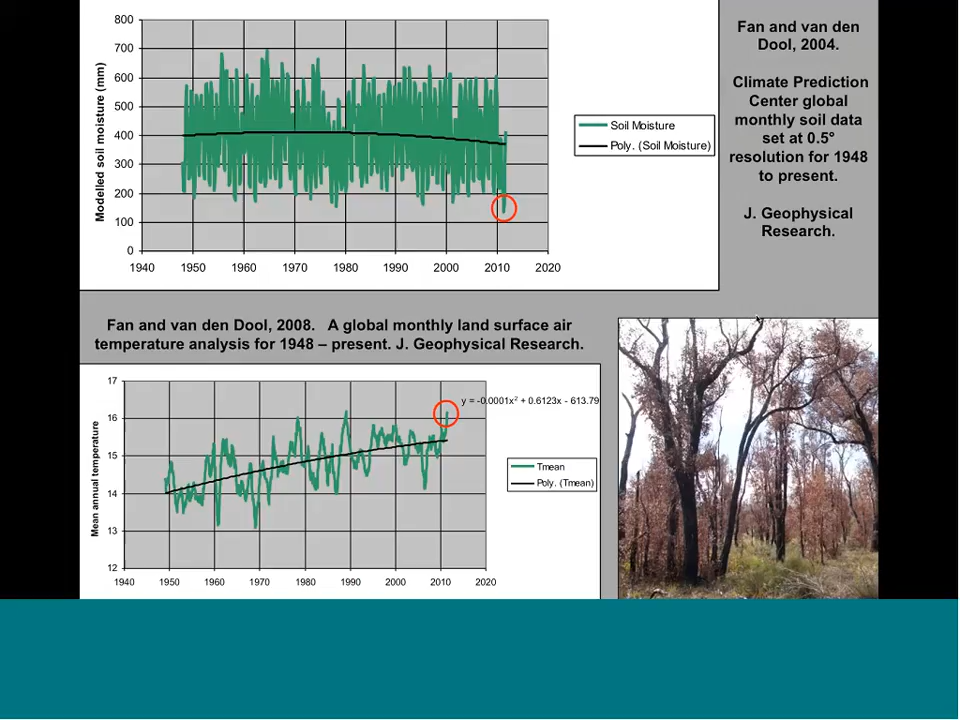 800
700
600
500
400
300
200
100
0
1940 1950 1960 1970 1980 1990 2000 2010 2020
Modelled soil moisture (mm)
Soil Moisture
Poly. (Soil Moisture)
Fan and van den
Dool, 2004.
Climate Prediction
Center global
monthly soil data
set at 0.5°
resolution for 1948
to present.
J. Geophysical
Research.
Fan and van den Dool, 2008. A global monthly land surface air
temperature analysis for 1948 – present. J. Geophysical Research.
17
16
15
14
13
12
1940 1950 1960 1970 1980 1990 2000 2010 2020
Mean annual temperature
y = -0.0001x² + 0.6123x - 613.79
Tmean
Poly. (Tmean)